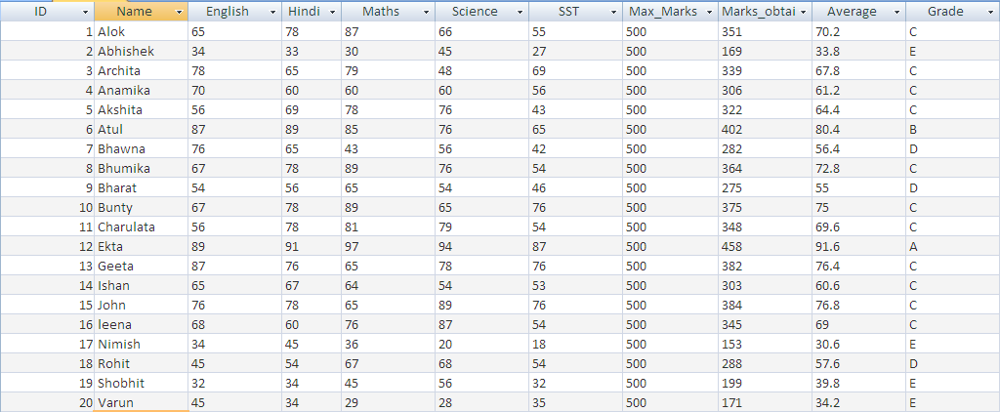 ID Name English Hindi Maths Science SST Max_Marks Marks_obtai Average Grade
1 Alok 65 78 87 66 55 500 351 70.2 C
2 Abhishek 34 33 30 45 27 500 169 33.8 E
3 Archita 78 65 79 48 69 500 339 67.8 C
4 Anamika 70 60 60 60 56 500 306 61.2 C
5 Akshita 56 69 78 76 43 500 322 64.4 C
6 Atul 87 89 85 76 65 500 402 80.4 B
7 Bhawna 76 65 43 56 42 500 282 56.4 D
8 Bhumika 67 78 89 76 54 500 364 72.8 C
9 Bharat 54 56 65 54 46 500 275 55 D
10 Bunty 67 78 89 65 76 500 375 75 C
11 Charulata 56 78 81 79 54 500 348 69.6 C
12 Ekta 89 91 97 94 87 500 458 91.6 A
13 Geeta 87 76 65 78 76 500 382 76.4 C
14 Ishan 65 67 64 54 53 500 303 60.6 C
15 John 76 78 65 89 76 500 384 76.8 C
16 leena 68 60 76 87 54 500 345 69 C
17 Nimish 34 45 36 20 18 500 153 30.6 E
18 Rohit 45 54 67 68 54 500 288 57.6 D
19 Shobhit 32 34 45 56 32 500 199 39.8 E
20 Varun 45 34 29 28 35 500 171 34.2 E